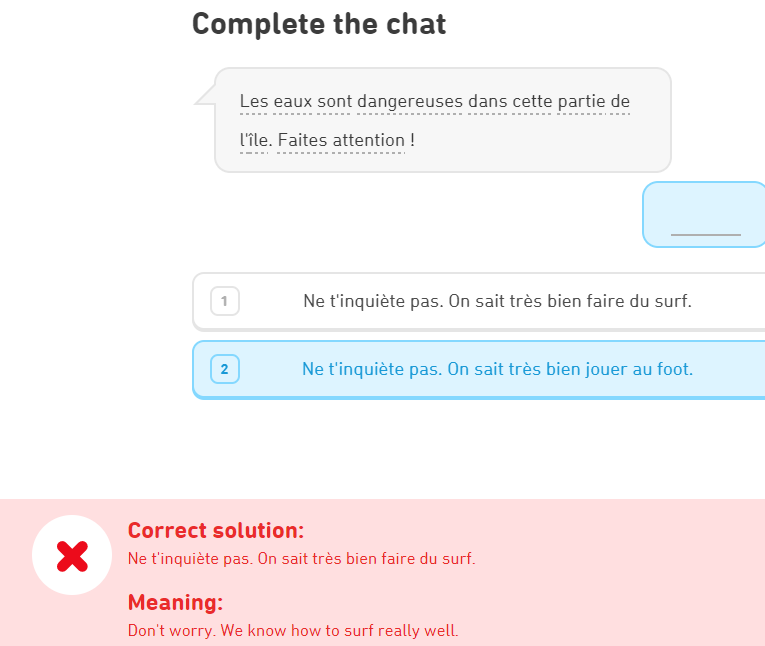 Complete the chat
Les eaux sont dangereuses dans cette partie de
l'île. Faites attention !
1 Ne t'inquiète pas. On sait très bien faire du surf.
2 Ne t'inquiète pas. On sait très bien jouer au foot.
Correct solution:
Ne t'inquiète pas. On sait très bien faire du surf.
Meaning:
Don't worry. We know how to surf really well.